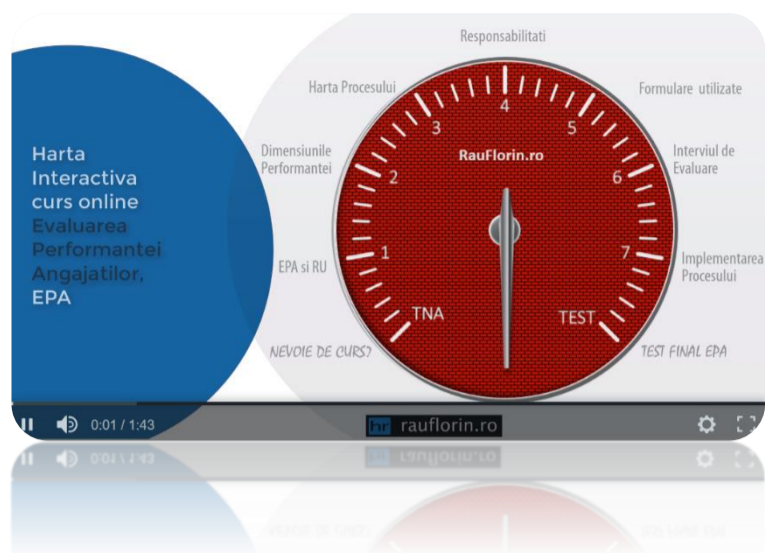 Harta
Interactiva
curs online
Evaluarea
Performantei
Angajatilor,
EPA
Responsabilitati
Harta Procesului
Formulare utilizate
Dimensiunile
Performantei
Interviul de
Evaluare
EPA si RU
Implementarea
Procesului
NEVOIE DE CURS?
TEST FINAL EPA
RauFlorin.ro
TNA
1
2
3
4
5
6
7
TEST
0:01 / 1:43
hr rauflorin.ro